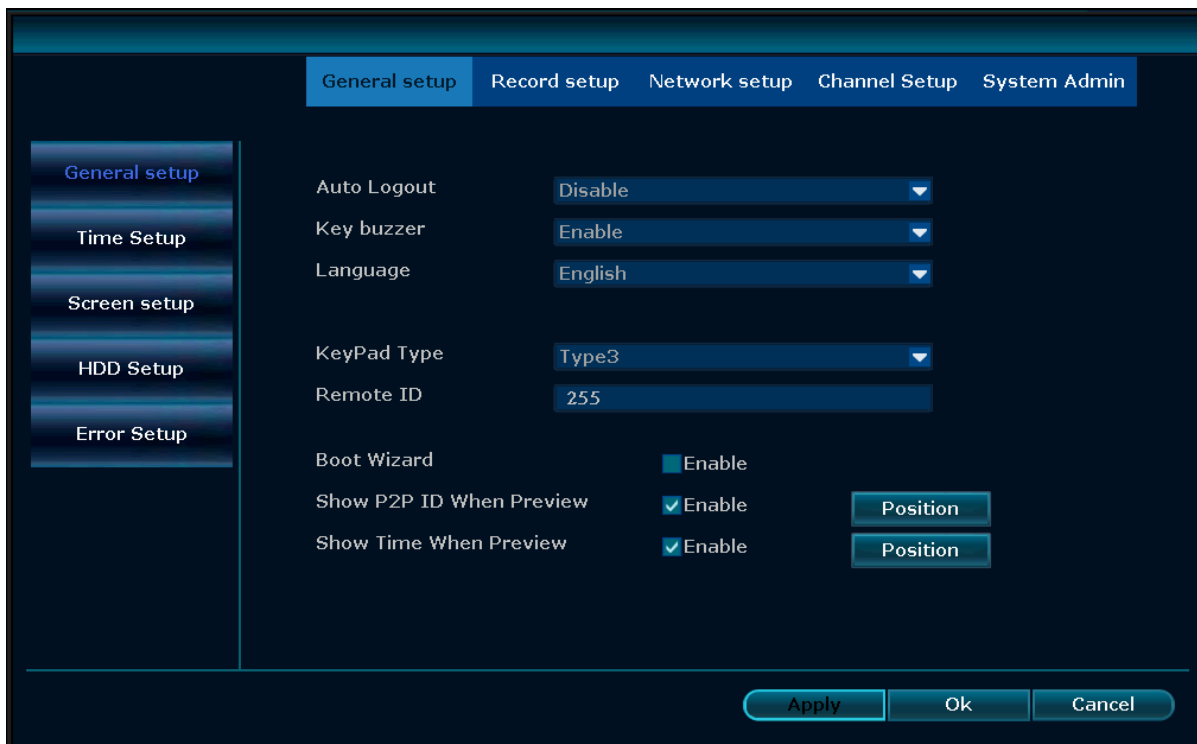 General setup Record setup Network setup Channel Setup System Admin
General setup
Time Setup
Screen setup
HDD Setup
Error Setup
Auto Logout Disable
Key buzzer Enable
Language English
KeyPad Type Type3
Remote ID 255
Boot Wizard Enable
Show P2P ID When Preview Enable Position
Show Time When Preview Enable Position
Apply Ok Cancel